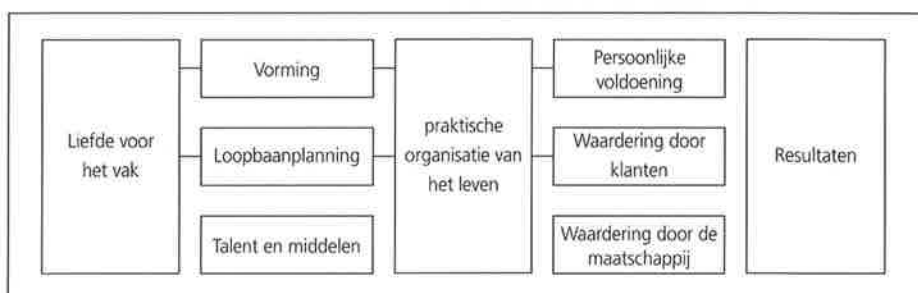 Liefde voor
het vak
Vorming
Loopbaanplanning
Talent en middelen
praktische
organisatie van
het leven
Persoonlijke
voldoening
Waardering door
klanten
Waardering door de
maatschappij
Resultaten